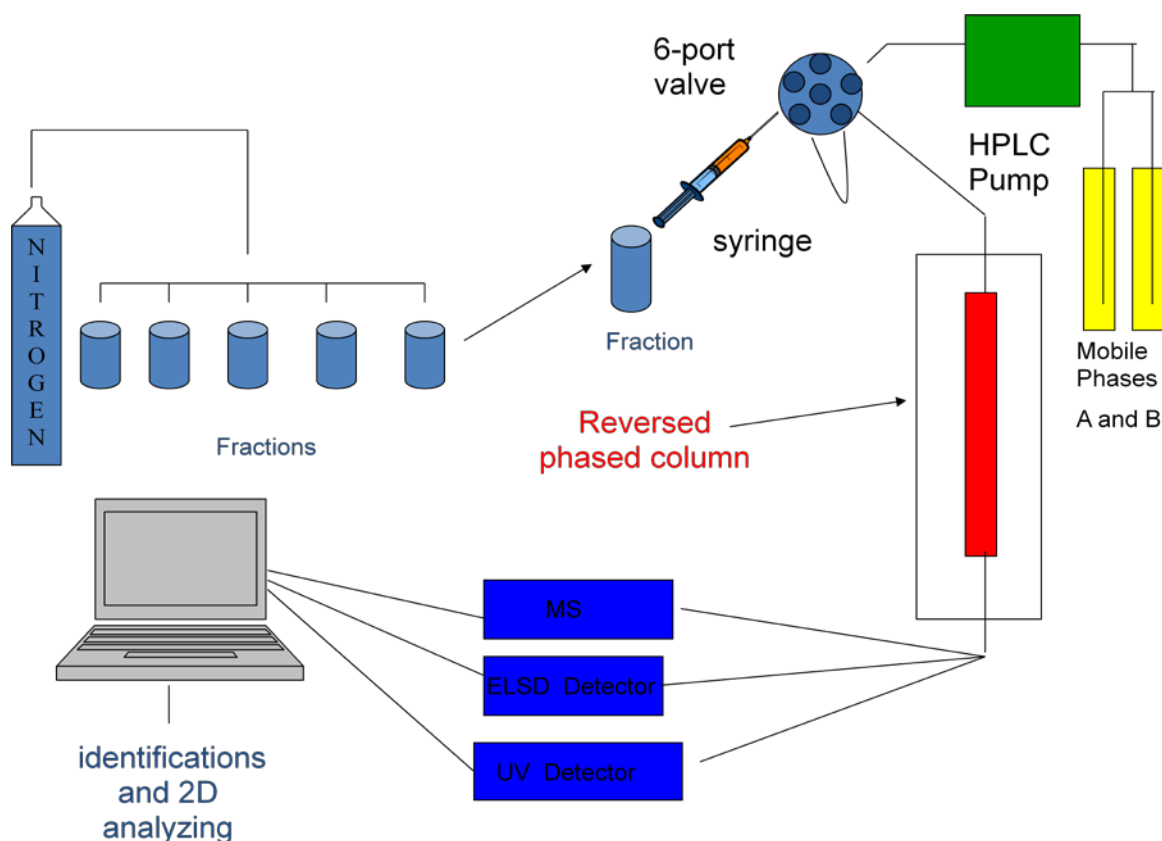 6-port
valve
HPLC
Pump
syringe
NITROGEN
Fraction
Fractions
Mobile
Phases
A and B
Reversed
phased column
MS
ELSD Detector
UV Detector
identifications
and 2D
analyzing